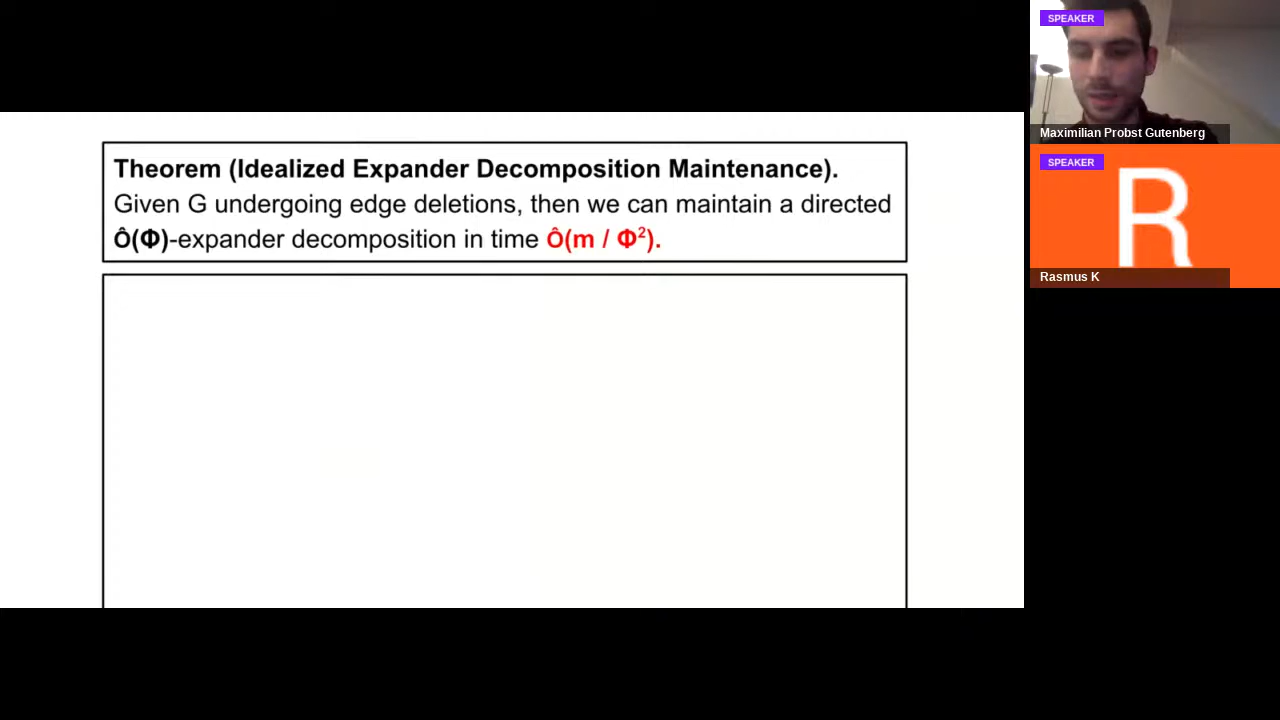 Theorem (Idealized Expander Decomposition Maintenance).
Given G undergoing edge deletions, then we can maintain a directed
Ô(Φ)-expander decomposition in time Ô(m / Φ²).
SPEAKER
Maximilian Probst Gutenberg
SPEAKER
R
Rasmus K